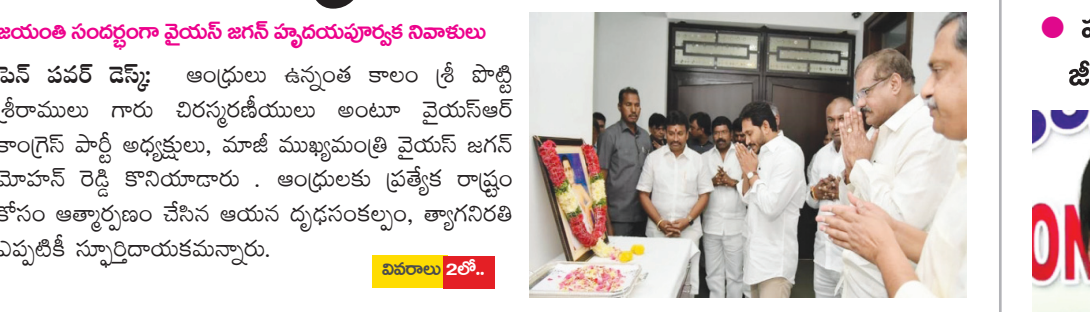 జయంతి సందర్భంగా వైయస్ జగన్ హృదయపూర్వక నివాళులు
పెన్ పవర్ డెస్క్: ఆంధ్రులు ఉన్నంత కాలం శ్రీ పొట్టి
శ్రీరాములు గారు చిరస్మరణీయులు అంటూ వైయస్ఆర్
కాంగ్రెస్ పార్టీ అధ్యక్షులు, మాజీ ముఖ్యమంత్రి వైయస్ జగన్
మోహన్ రెడ్డి కొనియాడారు . ఆంధ్రులకు ప్రత్యేక రాష్ట్రం
కోసం ఆత్మార్పణం చేసిన ఆయన దృఢసంకల్పం, త్యాగనిరతి
ఎప్పటికీ స్ఫూర్తిదాయకమన్నారు.
వివరాలు 2లో..
ON